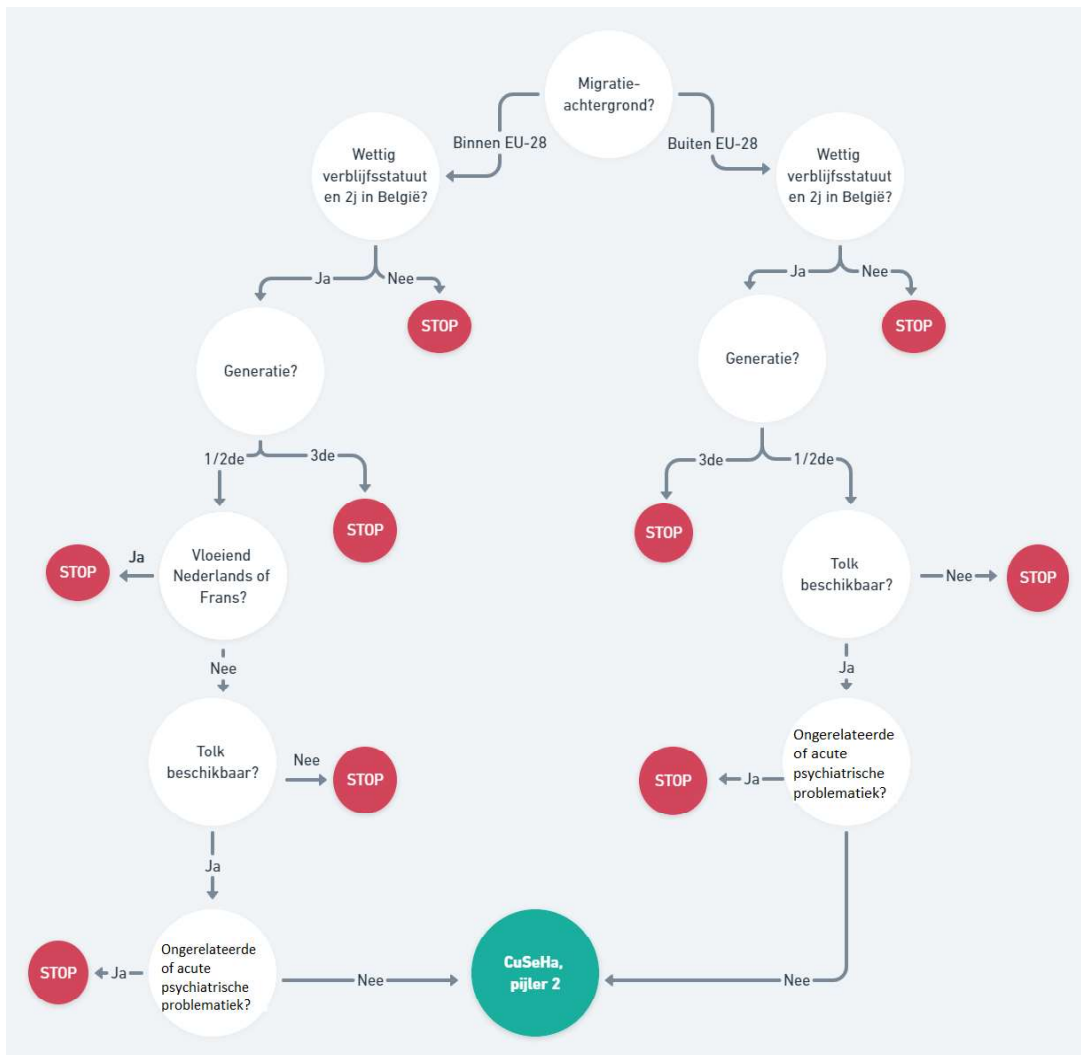 Migratie-
achtergrond?
Binnen EU-28
Buiten EU-28
Wettig
verblijfsstatuut
en 2j in België?
Wettig
verblijfsstatuut
en 2j in België?
Ja
Nee
Ja
Nee
STOP
STOP
Generatie?
Generatie?
1/2de
3de
3de
1/2de
STOP
STOP
Vloeiend
Nederlands of
Frans?
Ja
STOP
Tolk
beschikbaar?
Nee
STOP
Nee
Ja
Tolk
beschikbaar?
Nee
STOP
Ongerelateerde
of acute
psychiatrische
problematiek?
Ja
STOP
Ja
Ongerelateerde
of acute
psychiatrische
problematiek?
Ja
STOP
Nee
CuSeHa,
pijler 2
Nee